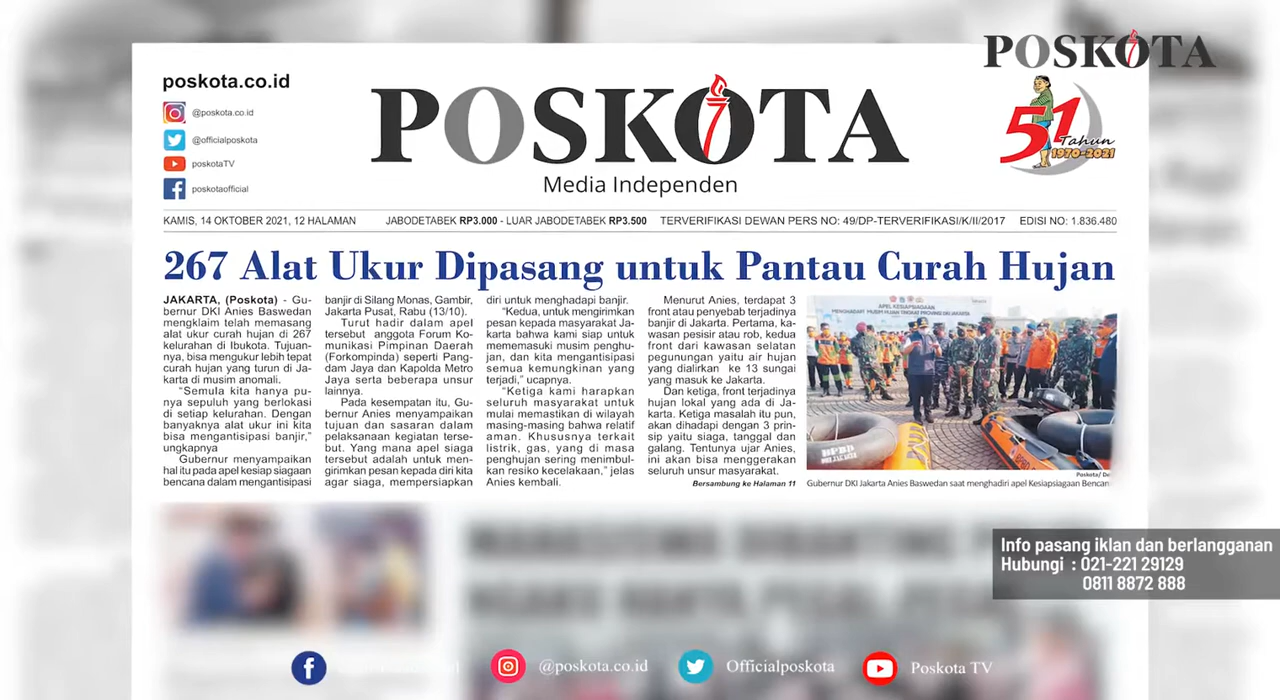 POSKOTA
poskota.co.id
@poskota.co.id
@officialposkota
poskotaTV
poskotaofficial
POSKOTA
Media Independen
51
Tahun
1970-2021
KAMIS, 14 OKTOBER 2021, 12 HALAMAN JABODETABEK RP3.000 - LUAR JABODETABEK RP3.500 TERVERIFIKASI DEWAN PERS NO: 49/DP-TERVERIFIKASI/K/II/2017 EDISI NO: 1.836.480
267 Alat Ukur Dipasang untuk Pantau Curah Hujan
JAKARTA, (Poskota) - Gu-
bernur DKI Anies Baswedan
mengklaim telah memasang
alat ukur curah hujan di 267
kelurahan di Ibukota. Tujuan-
nya, bisa mengukur lebih tepat
curah hujan yang turun di Ja-
karta di musim anomali.
“Semula kita hanya pu-
nya sepuluh yang berlokasi
di setiap kelurahan. Dengan
banyaknya alat ukur ini kita
bisa mengantisipasi banjir,”
ungkapnya
Gubernur menyampaikan
hal itu pada apel kesiap siagaan
bencana dalam mengantisipasi
banjir di Silang Monas, Gambir,
Jakarta Pusat, Rabu (13/10).
Turut hadir dalam apel
tersebut anggota Forum Ko-
munikasi Pimpinan Daerah
(Forkompinda) seperti Pang-
dam Jaya dan Kapolda Metro
Jaya serta beberapa unsur
lainnya.
Pada kesempatan itu, Gu-
bernur Anies menyampaikan
tujuan dan sasaran dalam
pelaksanaan kegiatan terse-
but. Yang mana apel siaga
tersebut adalah untuk men-
girimkan pesan kepada diri kita
agar siaga, mempersiapkan
diri untuk menghadapi banjir.
“Kedua, untuk mengirimkan
pesan kepada masyarakat Ja-
karta bahwa kami siap untuk
mememasuki musim penghu-
jan, dan kita mengantisipasi
semua kemungkinan yang
terjadi,” ucapnya.
“Ketiga kami harapkan
seluruh masyarakat untuk
mulai memastikan di wilayah
masing-masing bahwa relatif
aman. Khususnya terkait
listrik, gas, yang di masa
penghujan sering menimbul-
kan resiko kecelakaan,” jelas
Anies kembali.
Menurut Anies, terdapat 3
front atau penyebab terjadinya
banjir di Jakarta. Pertama, ka-
wasan pesisir atau rob, kedua
front dari kawasan selatan
pegunungan yaitu air hujan
yang dialirkan ke 13 sungai
yang masuk ke Jakarta.
Dan ketiga, front terjadinya
hujan lokal yang ada di Ja-
karta. Ketiga masalah itu pun,
akan dihadapi dengan 3 prin-
sip yaitu siaga, tanggal dan
galang. Tentunya ujar Anies,
ini akan bisa menggerakan
seluruh unsur masyarakat.
Bersambung ke Halaman 11
APEL KESIAPSIAGAAN
MENGHADAPI MUSIM HUJAN TINGKAT PROVINSI DKI JAKARTA
BPBD
Poskota/ De
Gubernur DKI Jakarta Anies Baswedan saat menghadiri apel Kesiapsiagaan Bencan
Info pasang iklan dan berlangganan
Hubungi : 021-221 29129
0811 8872 888
@poskota.co.id
Officialposkota
Poskota TV